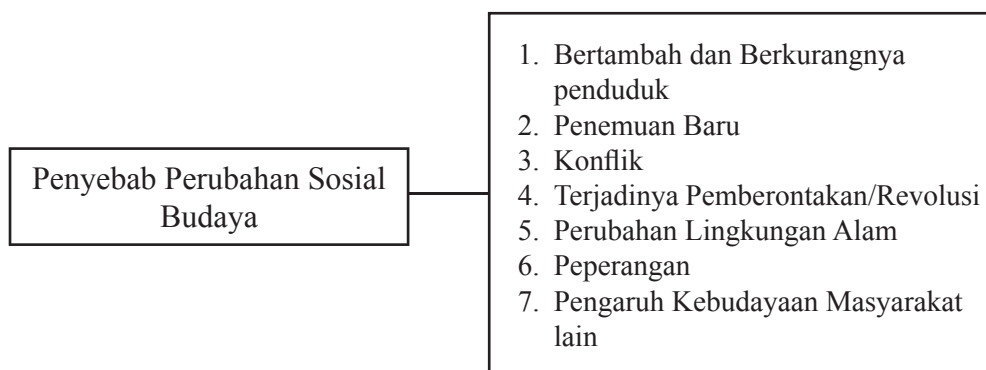 Penyebab Perubahan Sosial
Budaya
1. Bertambah dan Berkurangnya
penduduk
2. Penemuan Baru
3. Konflik
4. Terjadinya Pemberontakan/Revolusi
5. Perubahan Lingkungan Alam
6. Peperangan
7. Pengaruh Kebudayaan Masyarakat
lain